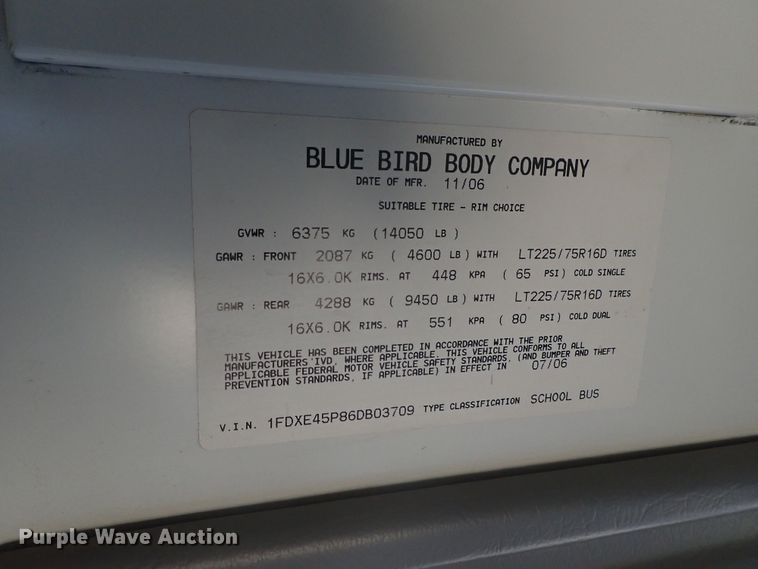 MANUFACTURED BY
BLUE BIRD BODY COMPANY
DATE OF MFR. 11/06
SUITABLE TIRE - RIM CHOICE
GVWR : 6375 KG (14050 LB )
GAWR : FRONT 2087 KG ( 4600 LB ) WITH LT225/75R16D TIRES
16X6.0K RIMS. AT 448 KPA ( 65 PSI ) COLD SINGLE
GAWR : REAR 4288 KG ( 9450 LB ) WITH LT225/75R16D TIRES
16X6.0K RIMS. AT 551 KPA ( 80 PSI ) COLD DUAL
THIS VEHICLE HAS BEEN COMPLETED IN ACCORDANCE WITH THE PRIOR
MANUFACTURERS'IVD, WHERE APPLICABLE. THIS VEHICLE CONFORMS TO ALL
APPLICABLE FEDERAL MOTOR VEHICLE SAFETY STANDARDS, (AND BUMPER AND THEFT
PREVENTION STANDARDS, IF APPLICABLE) IN EFFECT IN 07/06
V.I.N. 1FDXE45P86DB03709 TYPE CLASSIFICATION SCHOOL BUS
Purple Wave Auction